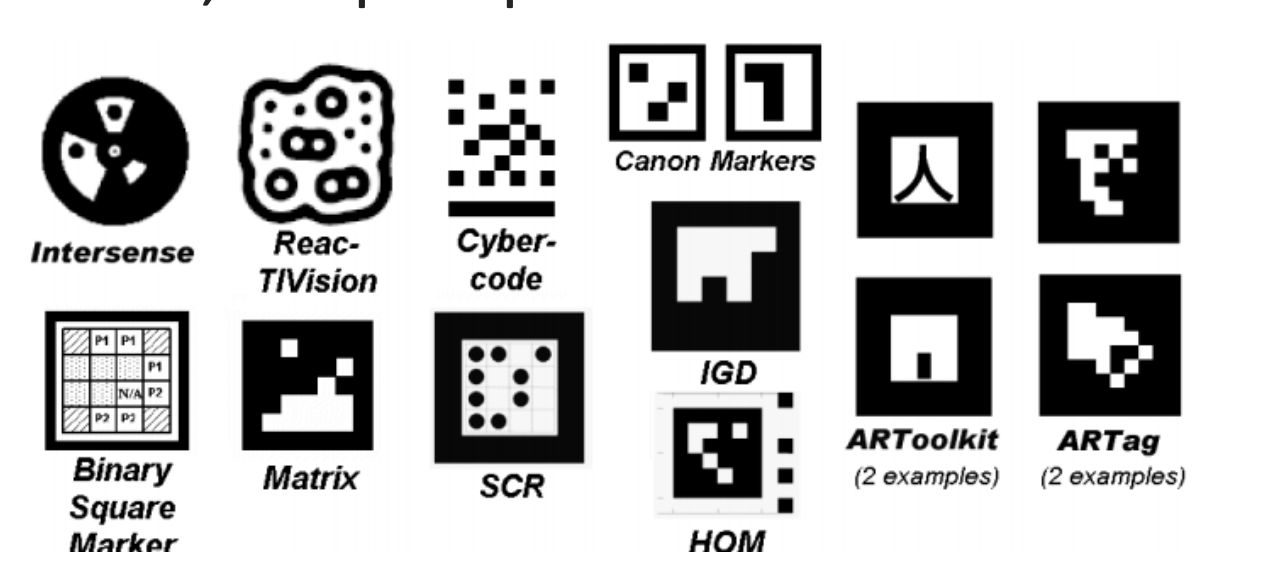 Intersense
Reac-
TIVision
Cyber-
code
Canon Markers
人
P1 P1
P1
N/A P2
P2 P2
Binary
Square
Marker
Matrix
SCR
IGD
HOM
ARToolkit
(2 examples)
ARTag
(2 examples)